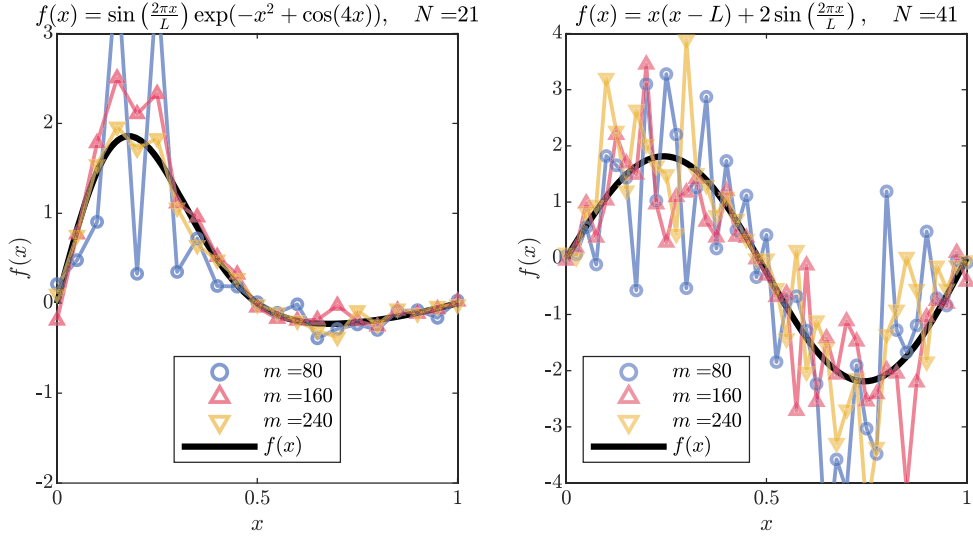 f(x) = sin(2πx/L) exp(−x² + cos(4x)), N = 21
3
2
1
0
-1
-2
0
0.5
1
f(x)
x
m =80
m =160
m =240
f(x)
f(x) = x(x − L) + 2 sin(2πx/L), N = 41
4
3
2
1
0
-1
-2
-3
-4
0
0.5
1
f(x)
x
m =80
m =160
m =240
f(x)